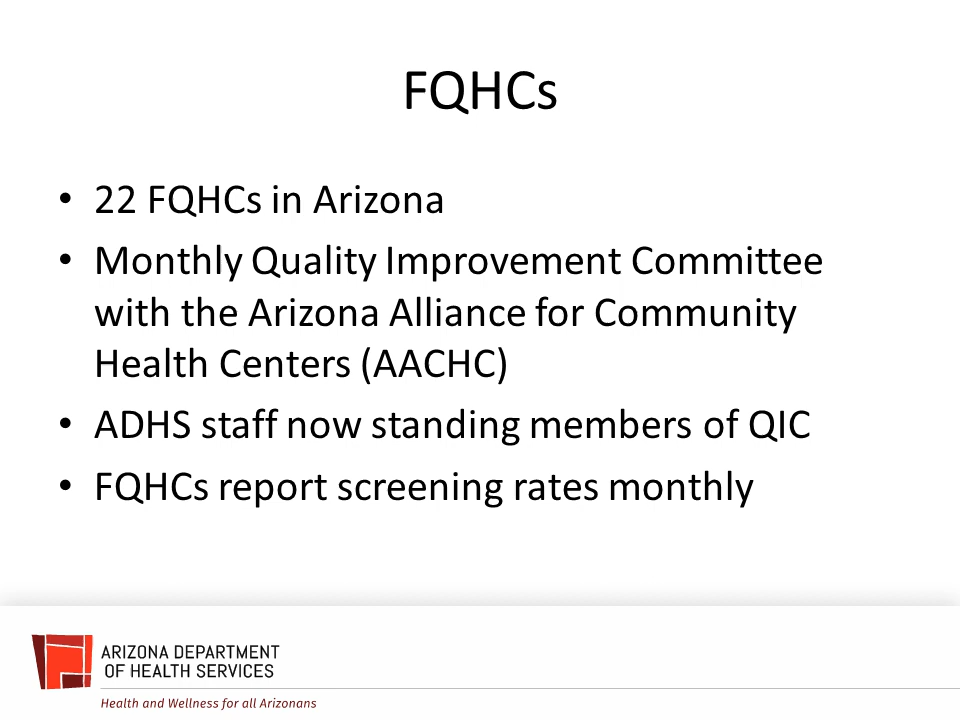 FQHCs
• 22 FQHCs in Arizona
• Monthly Quality Improvement Committee
with the Arizona Alliance for Community
Health Centers (AACHC)
• ADHS staff now standing members of QIC
• FQHCs report screening rates monthly
ARIZONA DEPARTMENT
OF HEALTH SERVICES
Health and Wellness for all Arizonans